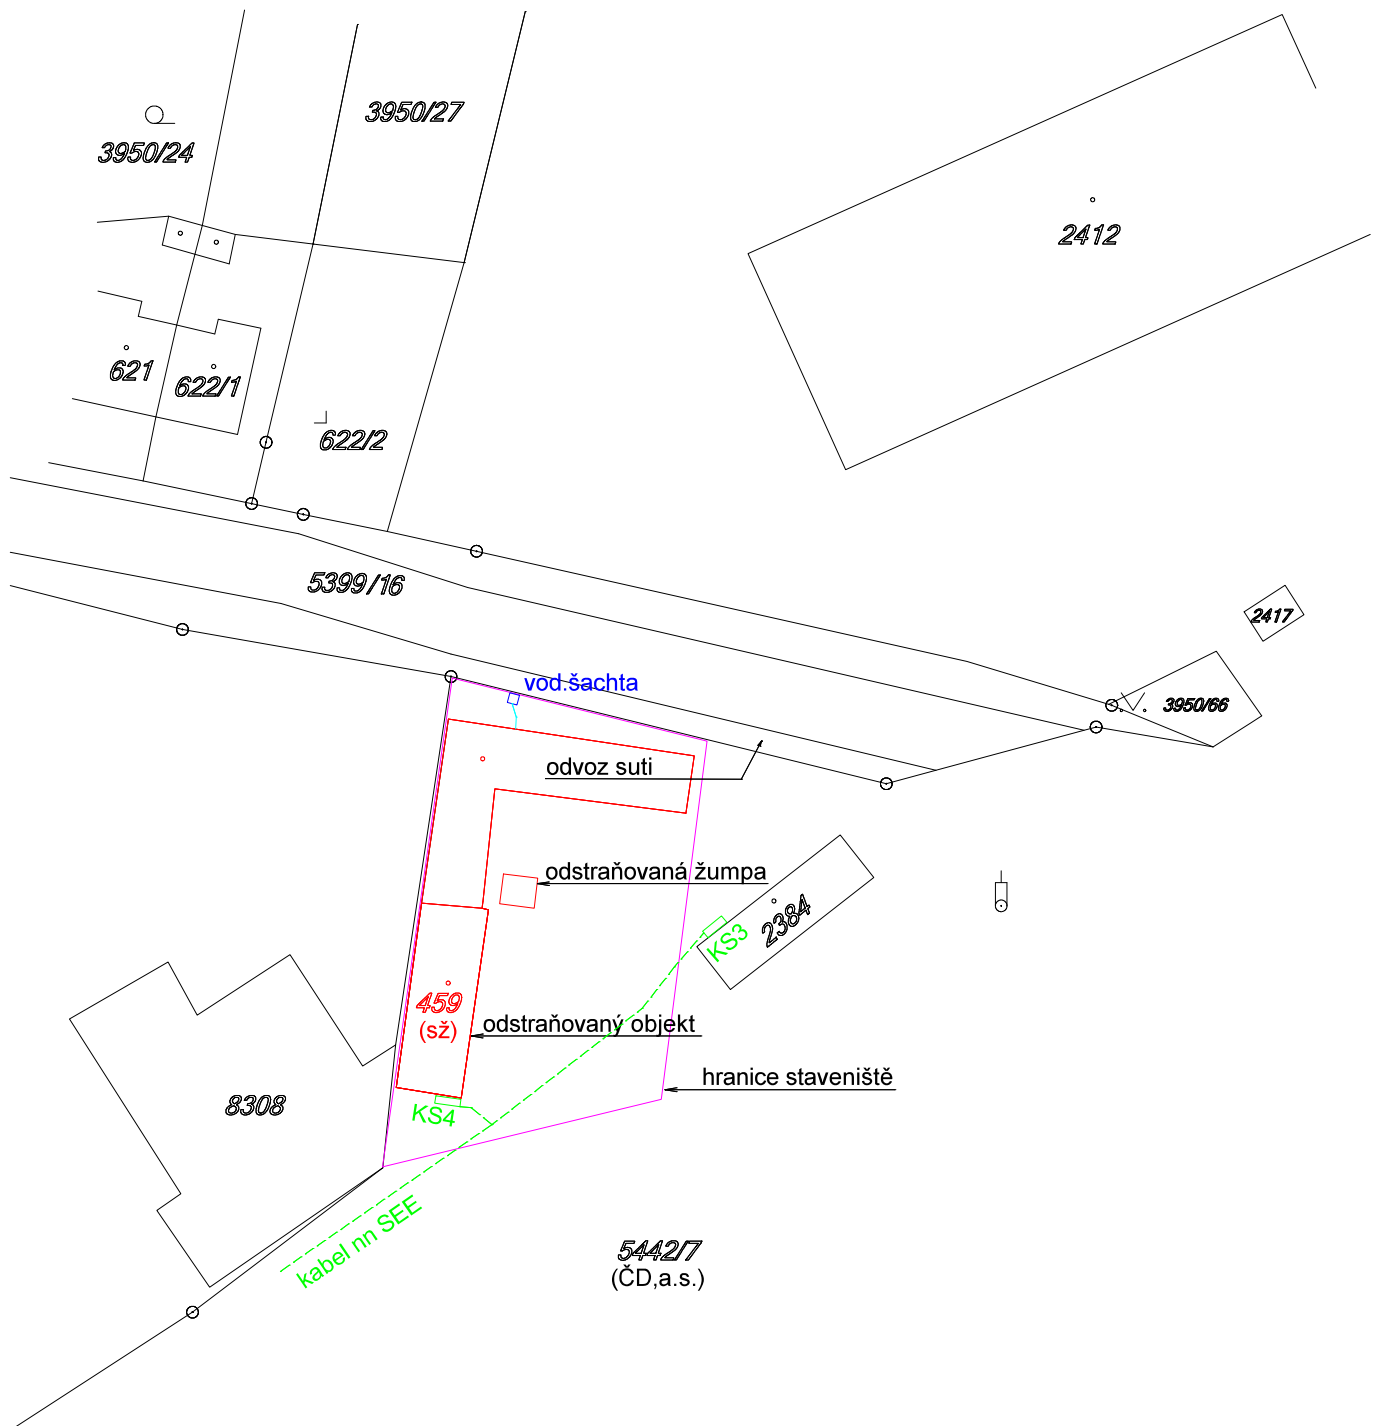 3950/27
3950/24
2412
621
622/1
622/2
5399/16
2417
3950/66
vod.šachta
odvoz suti
odstraňovaná žumpa
2384
KS3
459
(sž)
odstraňovaný objekt
hranice staveniště
8308
KS4
kabel nn SEE
5442/7
(ČD,a.s.)